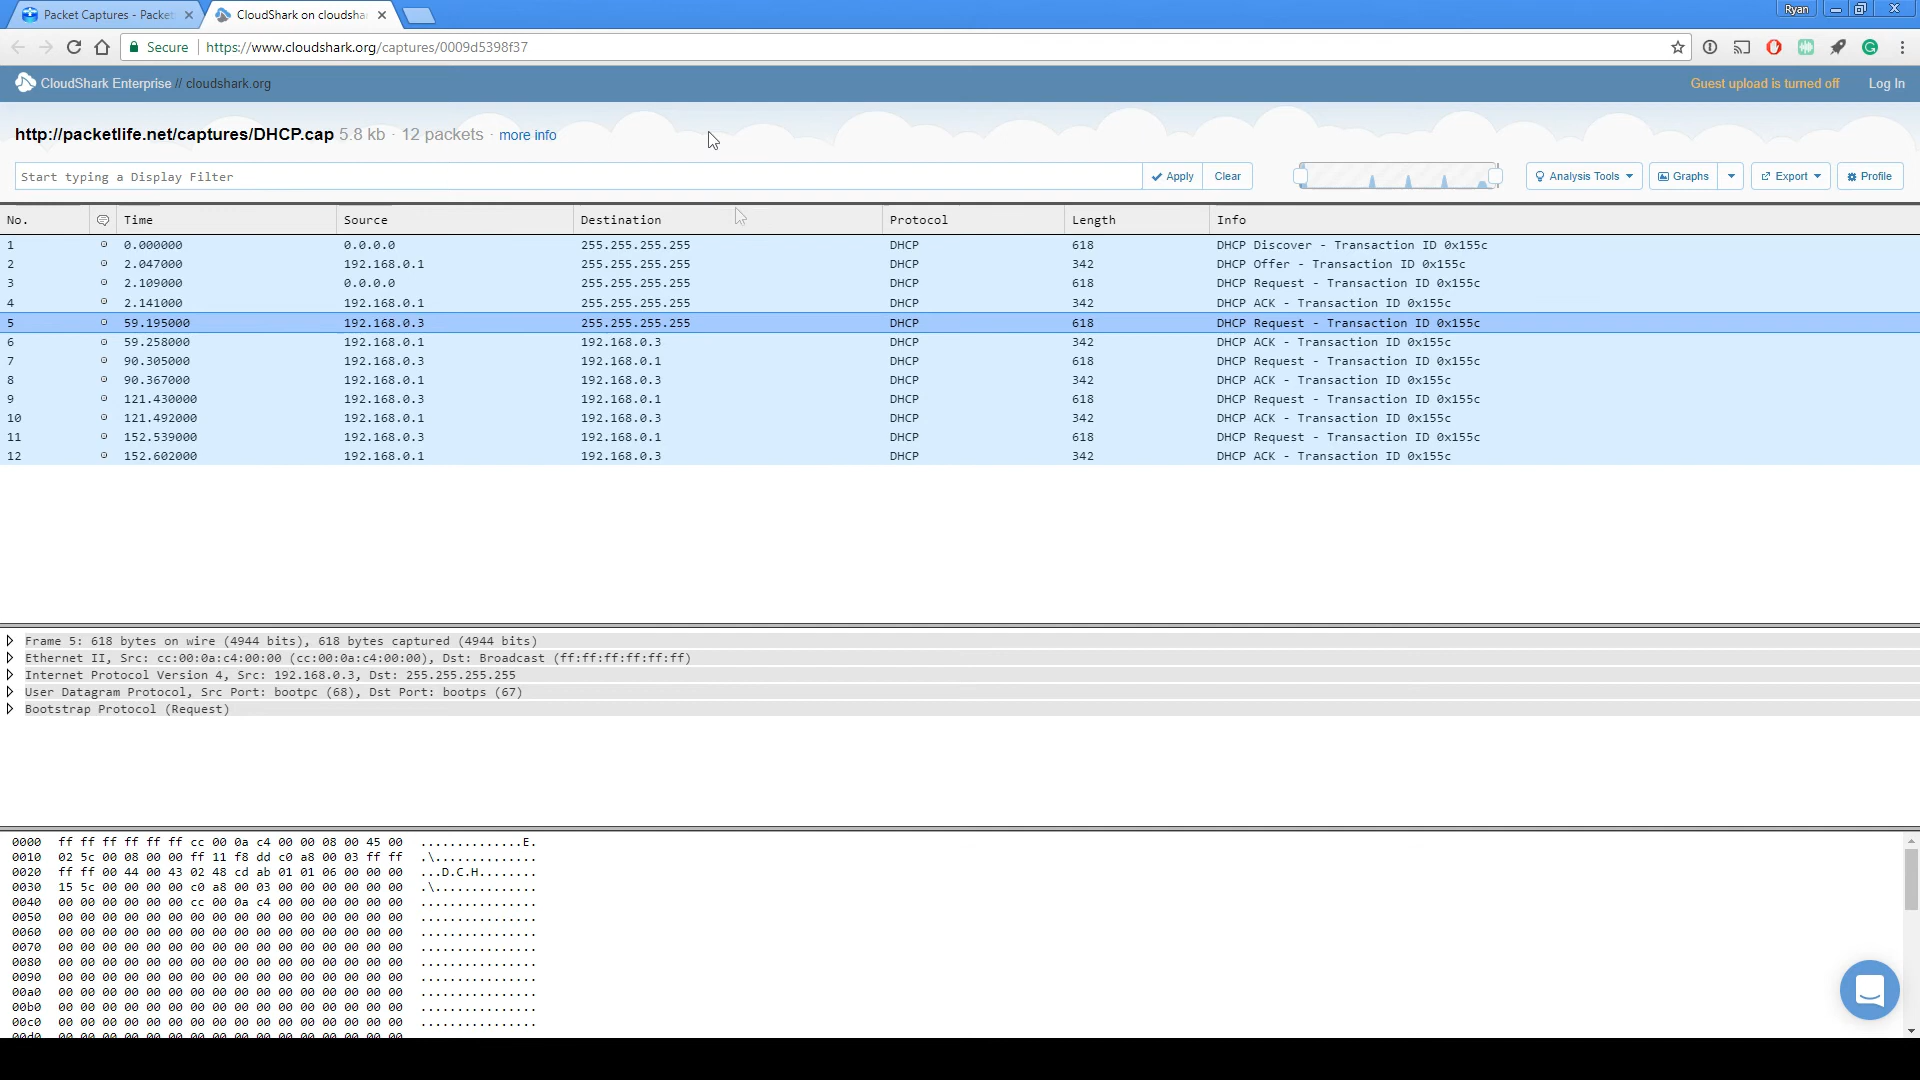 Packet Captures - Packet
CloudShark on cloudsha
Ryan
Secure
https://www.cloudshark.org/captures/0009d5398f37
CloudShark Enterprise // cloudshark.org
Guest upload is turned off
Log In
http://packetlife.net/captures/DHCP.cap 5.8 kb · 12 packets · more info
Start typing a Display Filter
Apply
Clear
Analysis Tools
Graphs
Export
Profile
No. Time Source Destination Protocol Length Info
1 0.000000 0.0.0.0 255.255.255.255 DHCP 618 DHCP Discover - Transaction ID 0x155c
2 2.047000 192.168.0.1 255.255.255.255 DHCP 342 DHCP Offer - Transaction ID 0x155c
3 2.109000 0.0.0.0 255.255.255.255 DHCP 618 DHCP Request - Transaction ID 0x155c
4 2.141000 192.168.0.1 255.255.255.255 DHCP 342 DHCP ACK - Transaction ID 0x155c
5 59.195000 192.168.0.3 255.255.255.255 DHCP 618 DHCP Request - Transaction ID 0x155c
6 59.258000 192.168.0.1 192.168.0.3 DHCP 342 DHCP ACK - Transaction ID 0x155c
7 90.305000 192.168.0.3 192.168.0.1 DHCP 618 DHCP Request - Transaction ID 0x155c
8 90.367000 192.168.0.1 192.168.0.3 DHCP 342 DHCP ACK - Transaction ID 0x155c
9 121.430000 192.168.0.3 192.168.0.1 DHCP 618 DHCP Request - Transaction ID 0x155c
10 121.492000 192.168.0.1 192.168.0.3 DHCP 342 DHCP ACK - Transaction ID 0x155c
11 152.539000 192.168.0.3 192.168.0.1 DHCP 618 DHCP Request - Transaction ID 0x155c
12 152.602000 192.168.0.1 192.168.0.3 DHCP 342 DHCP ACK - Transaction ID 0x155c
Frame 5: 618 bytes on wire (4944 bits), 618 bytes captured (4944 bits)
Ethernet II, Src: cc:00:0a:c4:00:00 (cc:00:0a:c4:00:00), Dst: Broadcast (ff:ff:ff:ff:ff:ff)
Internet Protocol Version 4, Src: 192.168.0.3, Dst: 255.255.255.255
User Datagram Protocol, Src Port: bootpc (68), Dst Port: bootps (67)
Bootstrap Protocol (Request)
0000 ff ff ff ff ff ff cc 00 0a c4 00 00 08 00 45 00 ..............E.
0010 02 5c 00 08 00 00 ff 11 f8 dd c0 a8 00 03 ff ff .\..............
0020 ff ff 00 44 00 43 02 48 cd ab 01 01 06 00 00 00 ...D.C.H........
0030 15 5c 00 00 00 00 c0 a8 00 03 00 00 00 00 00 00 .\..............
0040 00 00 00 00 00 00 cc 00 0a c4 00 00 00 00 00 00 ................
0050 00 00 00 00 00 00 00 00 00 00 00 00 00 00 00 00 ................
0060 00 00 00 00 00 00 00 00 00 00 00 00 00 00 00 00 ................
0070 00 00 00 00 00 00 00 00 00 00 00 00 00 00 00 00 ................
0080 00 00 00 00 00 00 00 00 00 00 00 00 00 00 00 00 ................
0090 00 00 00 00 00 00 00 00 00 00 00 00 00 00 00 00 ................
00a0 00 00 00 00 00 00 00 00 00 00 00 00 00 00 00 00 ................
00b0 00 00 00 00 00 00 00 00 00 00 00 00 00 00 00 00 ................
00c0 00 00 00 00 00 00 00 00 00 00 00 00 00 00 00 00 ................